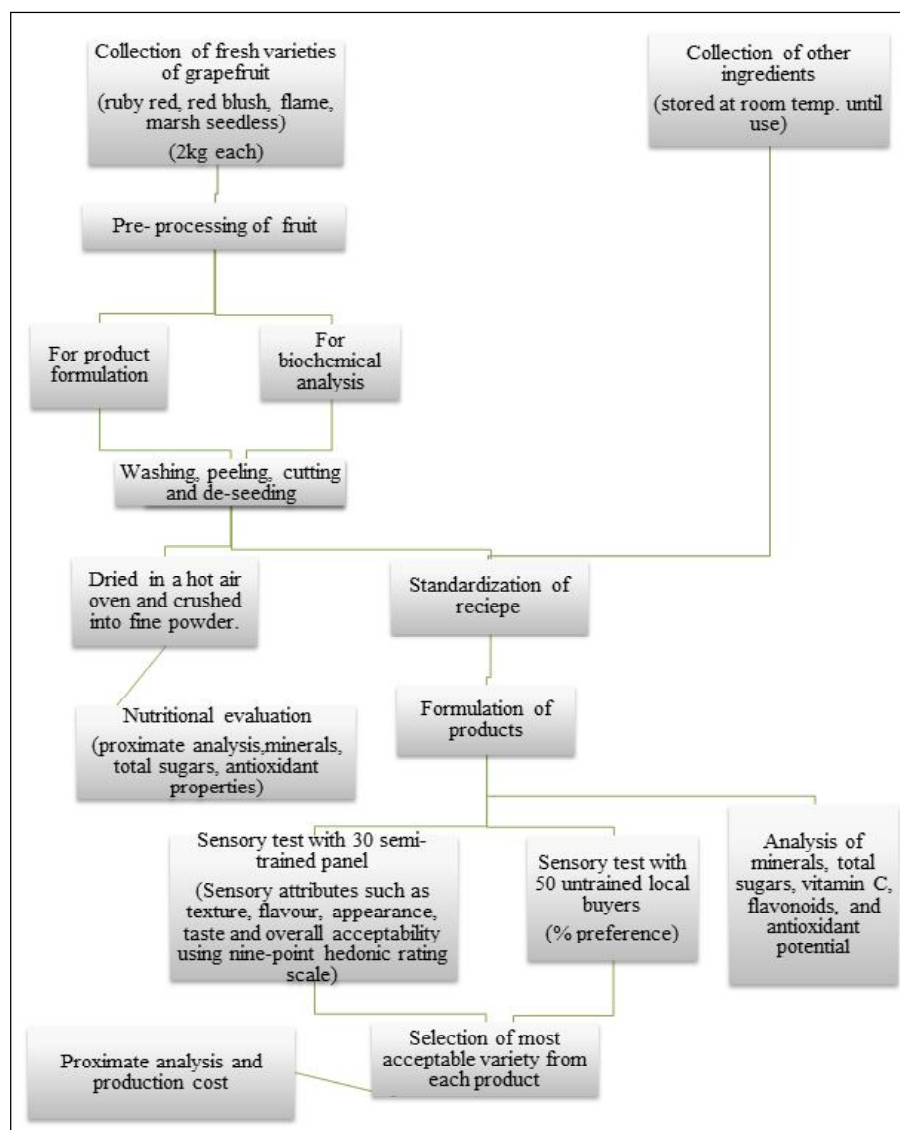 Collection of fresh varieties
of grapefruit
(ruby red, red blush, flame,
marsh seedless)
(2kg each)
Collection of other
ingredients
(stored at room temp. until
use)
Pre- processing of fruit
For product
formulation
For
biochemical
analysis
Washing, peeling, cutting
and de-seeding
Dried in a hot air
oven and crushed
into fine powder.
Standardization of
reciepe
Nutritional evaluation
(proximate analysis,minerals,
total sugars, antioxidant
properties)
Formulation of
products
Sensory test with 30 semi-
trained panel
(Sensory attributes such as
texture, flavour, appearance,
taste and overall acceptability
using nine-point hedonic rating
scale)
Sensory test with
50 untrained local
buyers
(% preference)
Analysis of
minerals, total
sugars, vitamin C,
flavonoids, and
antioxidant
potential
Proximate analysis and
production cost
Selection of most
acceptable variety from
each product